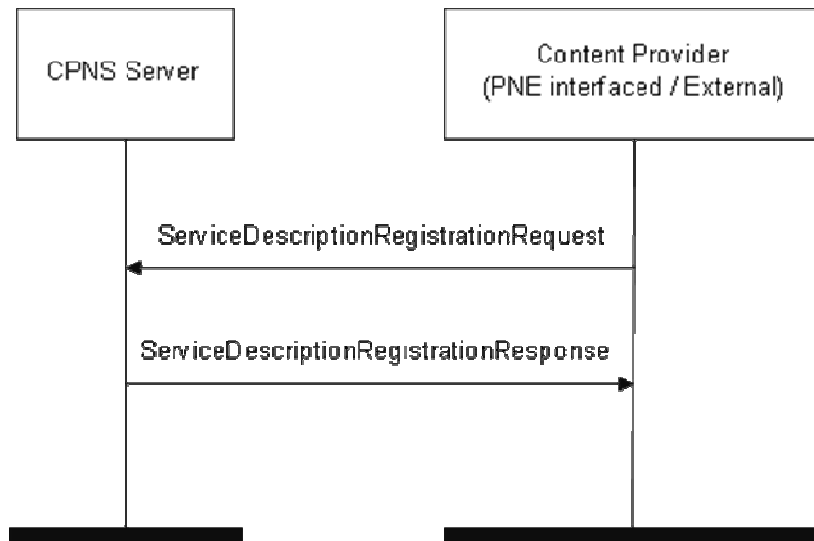 CPNS Server
Content Provider
(PNE interfaced / External)
ServiceDescriptionRegistrationRequest
ServiceDescriptionRegistrationResponse